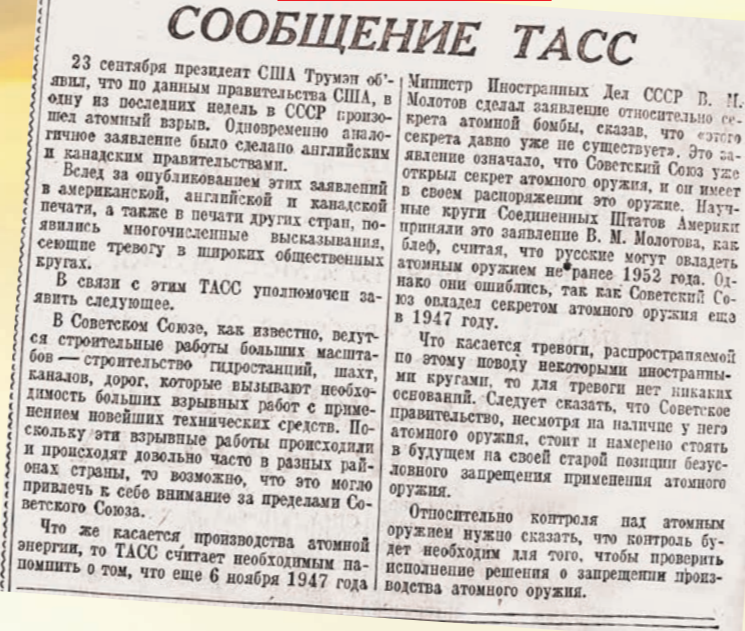 СООБЩЕНИЕ ТАСС
23 сентября президент США Трумэн об'-
явил, что по данным правительства США, в
одну из последних недель в СССР произо-
шел атомный взрыв. Одновременно анало-
гичное заявление было сделано английским
и канадским правительствами.
Вслед за опубликованием этих заявлений
в американской, английской и канадской
печати, а также в печати других стран, по-
явились многочисленные высказывания,
сеющие тревогу в широких общественных
кругах.
В связи с этим ТАСС уполномочен за-
явить следующее.
В Советском Союзе, как известно, ведут-
ся строительные работы больших масшта-
бов — строительство гидростанций, шахт,
каналов, дорог, которые вызывают необхо-
димость больших взрывных работ с приме-
нением новейших технических средств. По-
скольку эти взрывные работы происходили
и происходят довольно часто в разных рай-
онах страны, то возможно, что это могло
привлечь к себе внимание за пределами Со-
ветского Союза.
Что же касается производства атомной
энергии, то ТАСС считает необходимым на-
помнить о том, что еще 6 ноября 1947 года
Министр Иностранных Дел СССР В. М.
Молотов сделал заявление относительно се-
крета атомной бомбы, сказав, что «этого
секрета давно уже не существует». Это за-
явление означало, что Советский Союз уже
открыл секрет атомного оружия, и он имеет
в своем распоряжении это оружие. Науч-
ные круги Соединенных Штатов Америки
приняли это заявление В. М. Молотова, как
блеф, считая, что русские могут овладеть
атомным оружием не ранее 1952 года. Од-
нако они ошиблись, так как Советский Со-
юз овладел секретом атомного оружия еще
в 1947 году.
Что касается тревоги, распространяемой
по этому поводу некоторыми иностранны-
ми кругами, то для тревоги нет никаких
оснований. Следует сказать, что Советское
правительство, несмотря на наличие у него
атомного оружия, стоит и намерено стоять
в будущем на своей старой позиции безус-
ловного запрещения применения атомного
оружия.
Относительно контроля над атомным
оружием нужно сказать, что контроль бу-
дет необходим для того, чтобы проверить
исполнение решения о запрещении произ-
водства атомного оружия.